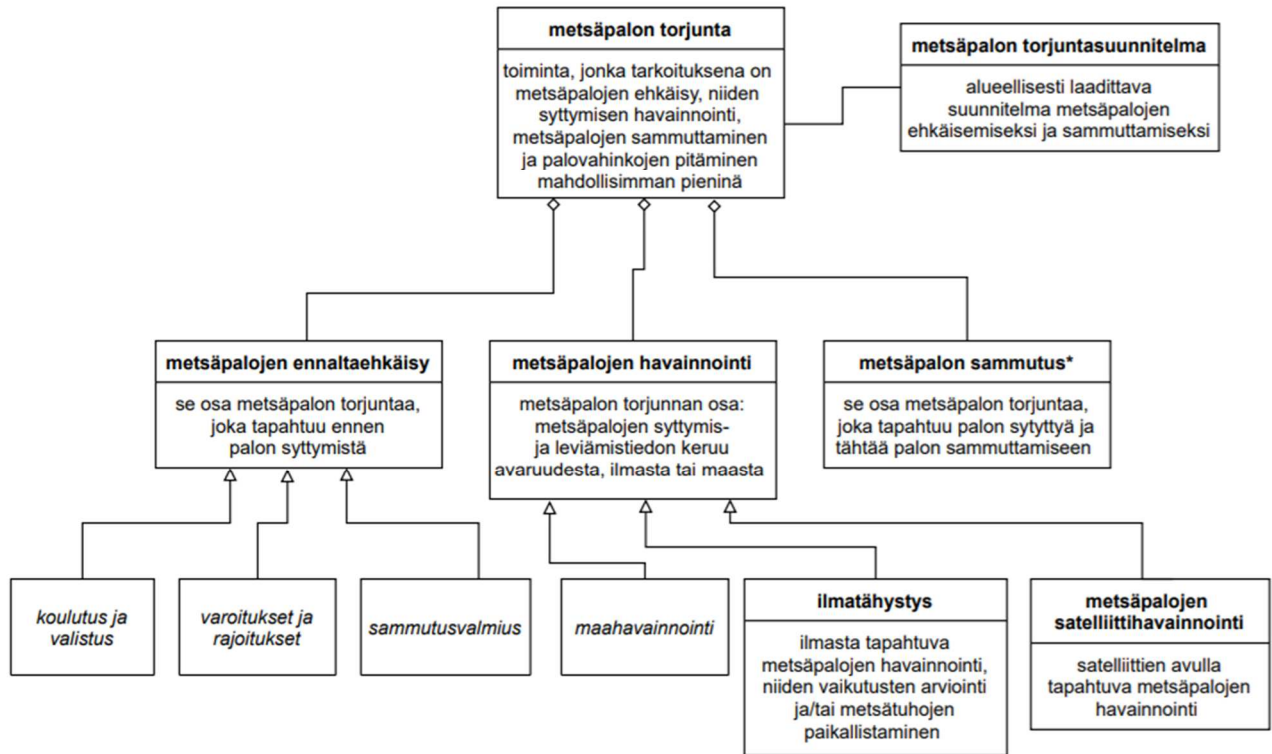 metsäpalon torjunta
toiminta, jonka tarkoituksena on
metsäpalojen ehkäisy, niiden
syttymisen havainnointi,
metsäpalojen sammuttaminen
ja palovahinkojen pitäminen
mahdollisimman pieninä
metsäpalon torjuntasuunnitelma
alueellisesti laadittava
suunnitelma metsäpalojen
ehkäisemiseksi ja sammuttamiseksi
metsäpalojen ennaltaehkäisy
se osa metsäpalon torjuntaa,
joka tapahtuu ennen
palon syttymistä
metsäpalojen havainnointi
metsäpalon torjunnan osa:
metsäpalojen syttymis-
ja leviämistiedon keruu
avaruudesta, ilmasta tai maasta
metsäpalon sammutus*
se osa metsäpalon torjuntaa,
joka tapahtuu palon sytyttyä ja
tähtää palon sammuttamiseen
koulutus ja
valistus
varoitukset ja
rajoitukset
sammutusvalmius
maahavainnointi
ilmatähystys
ilmasta tapahtuva
metsäpalojen havainnointi,
niiden vaikutusten arviointi
ja/tai metsätuhojen
paikallistaminen
metsäpalojen
satelliittihavainnointi
satelliittien avulla
tapahtuva metsäpalojen
havainnointi